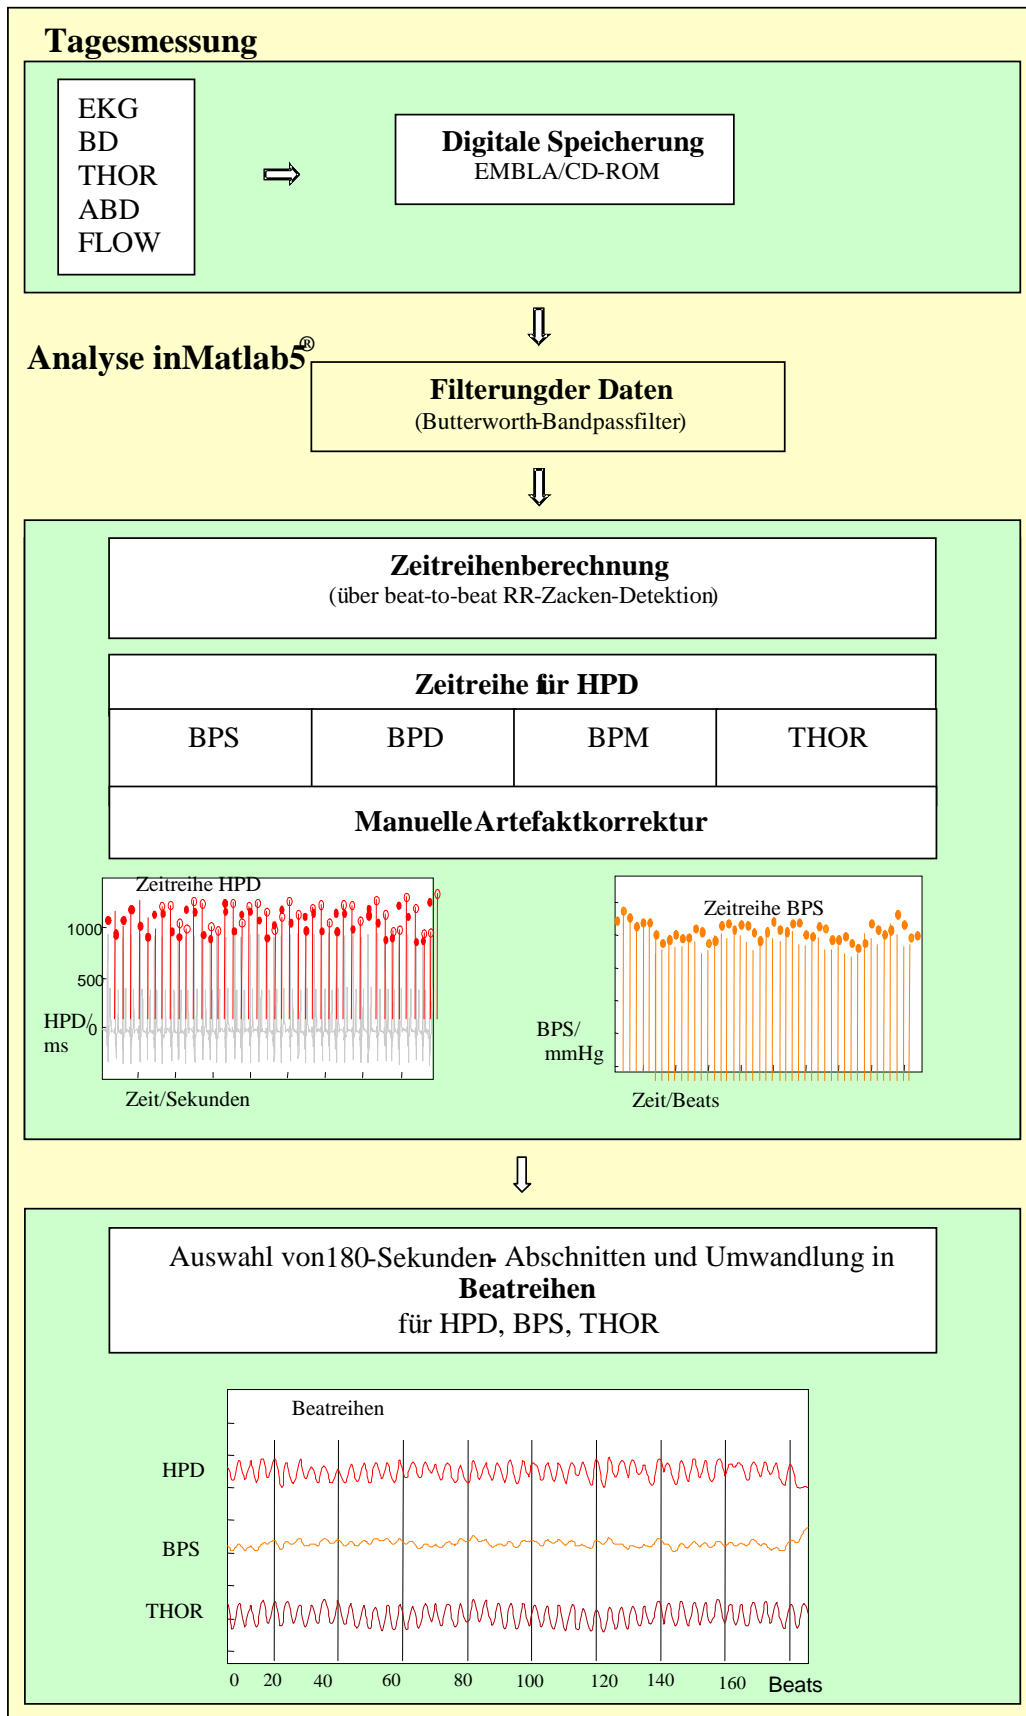 Tagesmessung
EKG
BD
THOR
ABD
FLOW
Digitale Speicherung
EMBLA/CD-ROM
Analyse inMatlab5®
Filterungder Daten
(Butterworth-Bandpassfilter)
Zeitreihenberechnung
(über beat-to-beat RR-Zacken-Detektion)
Zeitreihe für HPD
BPS BPD BPM THOR
Manuelle Artefaktkorrektur
Zeitreihe HPD
1000
500
0
HPD/
ms
Zeit/Sekunden
Zeitreihe BPS
BPS/
mmHg
Zeit/Beats
Auswahl von180-Sekunden- Abschnitten und Umwandlung in
Beatreihen
für HPD, BPS, THOR
Beatreihen
HPD
BPS
THOR
0 20 40 60 80 100 120 140 160 Beats